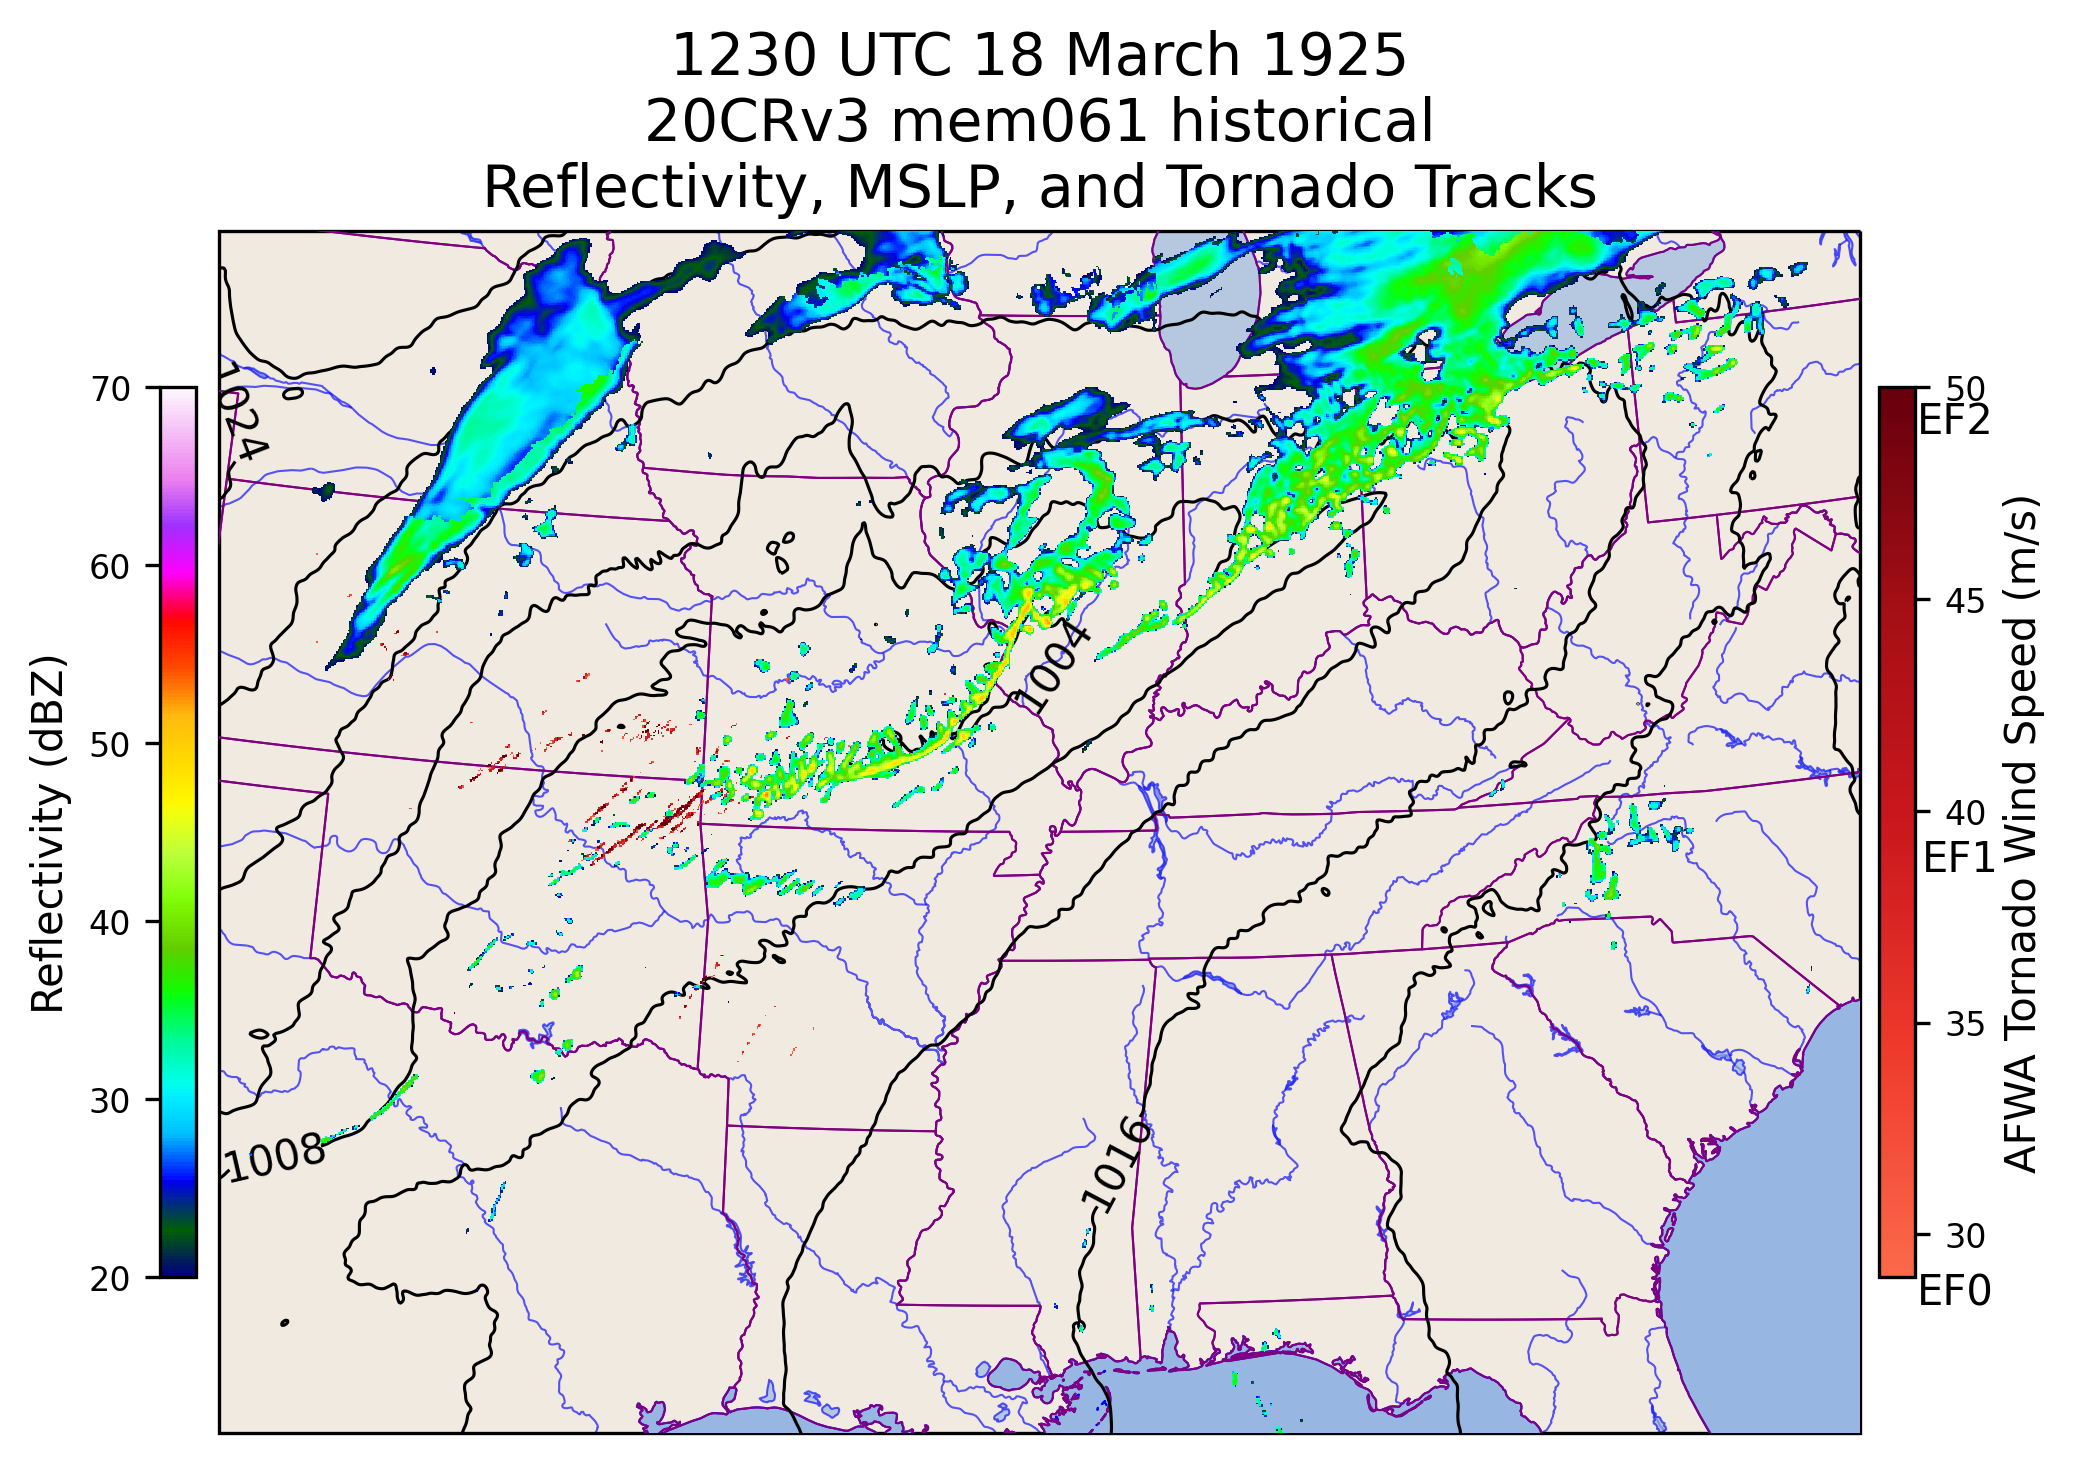 1230 UTC 18 March 1925
20CRv3 mem061 historical
Reflectivity, MSLP, and Tornado Tracks
Reflectivity (dBZ)
70
60
50
40
30
20
1024
1004
1008
1016
50
EF2
45
40
EF1
35
30
EF0
AFWA Tornado Wind Speed (m/s)